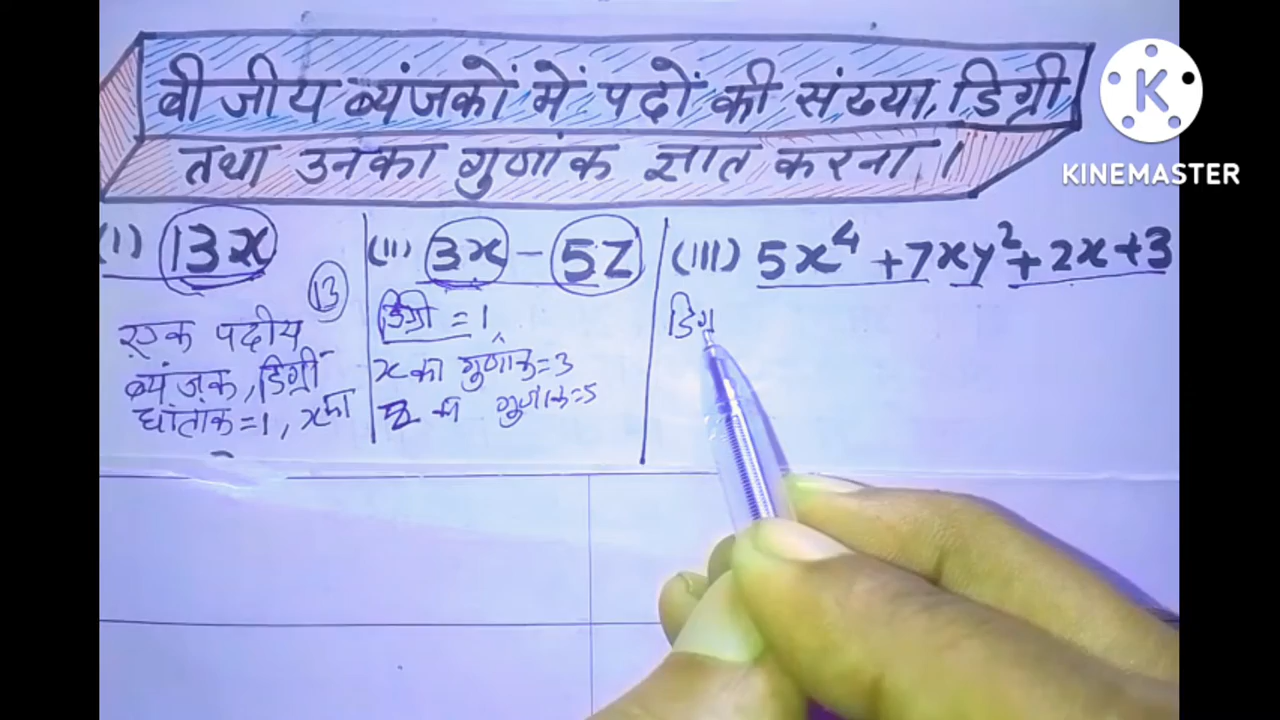 बीजीय व्यंजकों में पदों की संख्या, डिग्री
तथा उनका गुणांक ज्ञात करना।
KINEMASTER
(I) 13x
13
एक पदीय
व्यंजक, डिग्री
घांताक=1, xका
(II) 3x - 5z
डिग्री = 1,
x का गुणांक=3
z का गुणांक=5
(III) 5x⁴ +7xy²+2x+3
डिग्र